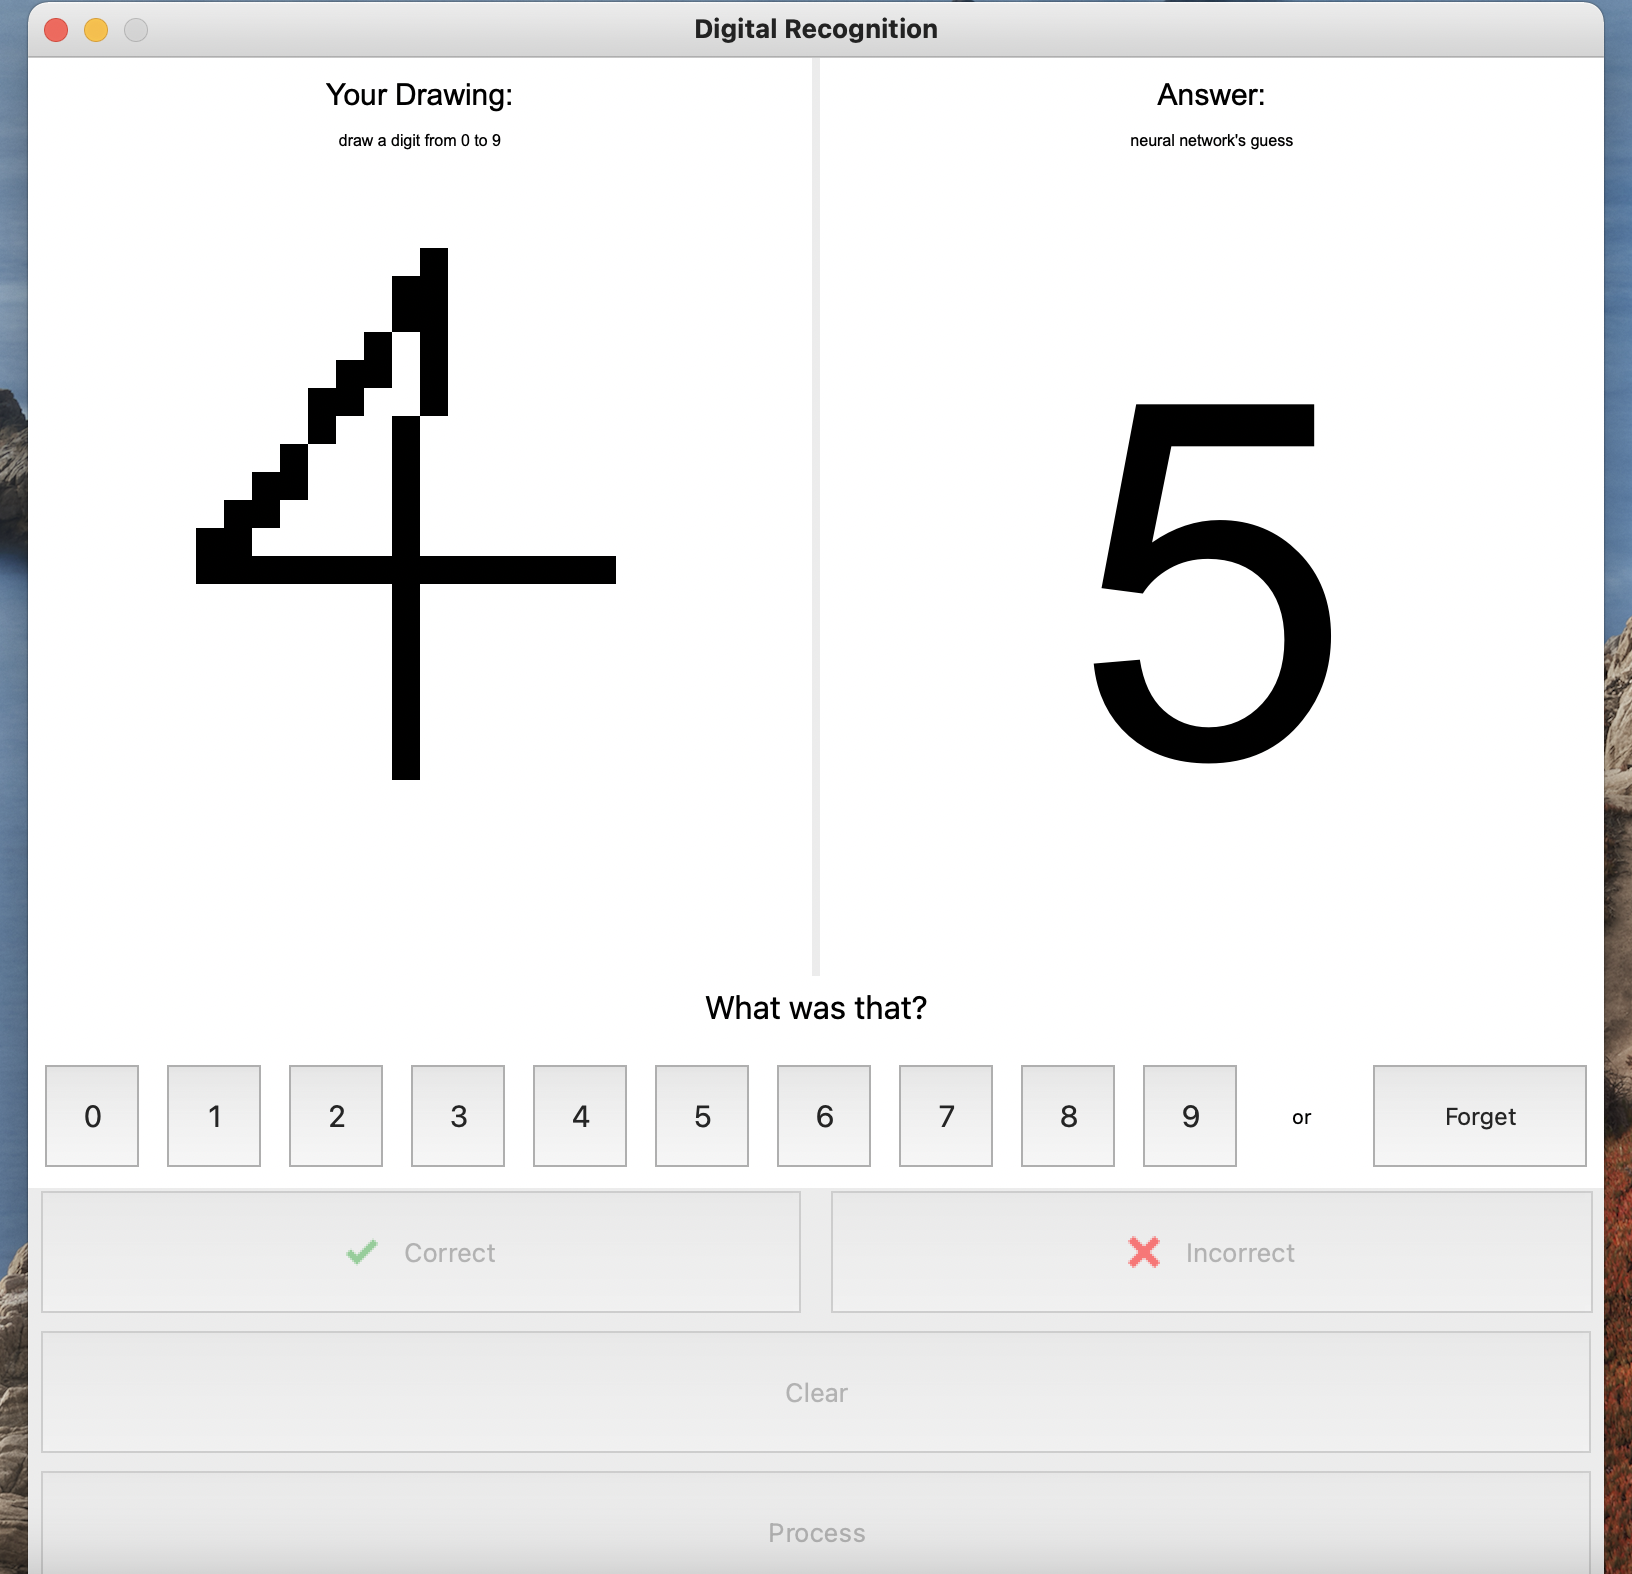 Digital Recognition
Your Drawing:
draw a digit from 0 to 9
4
Answer:
neural network's guess
5
What was that?
0 1 2 3 4 5 6 7 8 9 or Forget
Correct Incorrect
Clear
Process